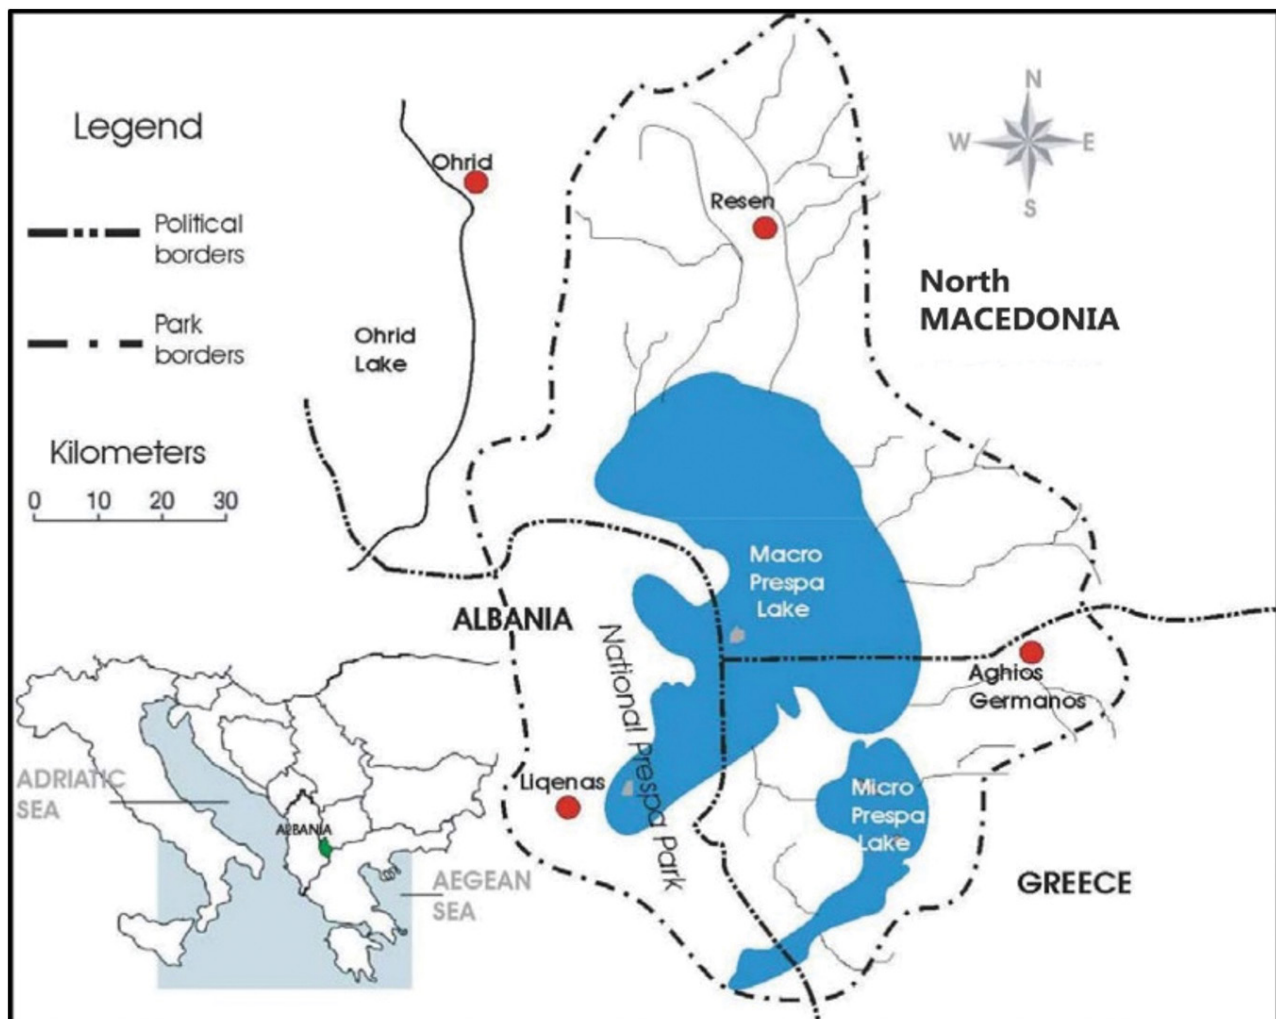 Legend
Political
borders
Park
borders
Kilometers
0 10 20 30
Ohrid
Ohrid
Lake
Resen
N
W E
S
North
MACEDONIA
Macro
Prespa
Lake
ALBANIA
National Prespa Park
Aghios
Germanos
Liqenas
Micro
Prespa
Lake
GREECE
ADRIATIC
SEA
ALBANIA
AEGEAN
SEA